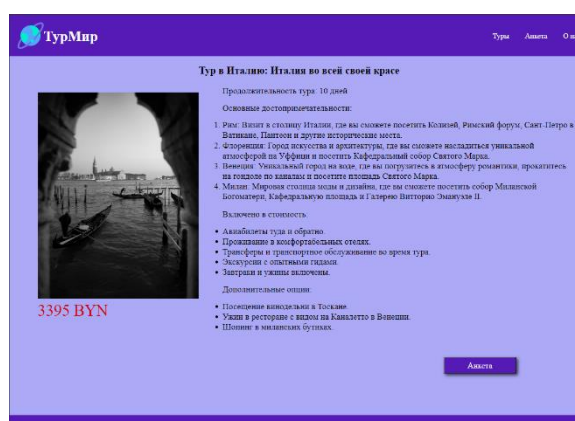 ТурМир
Туры Анкета О н
Тур в Италию: Италия во всей своей красе
Продолжительность тура: 10 дней
Основные достопримечательности:
1. Рим: Визит в столицу Италии, где вы сможете посетить Колизей, Римский форум, Сант-Петро в
Ватикане, Пантеон и другие исторические места.
2. Флоренция: Город искусства и архитектуры, где вы сможете насладиться уникальной
атмосферой на Уффици и посетить Кафедральный собор Святого Марка.
3. Венеция: Уникальный город на воде, где вы погрузитесь в атмосферу романтики, прокатитесь
на гондоле по каналам и посетите площадь Святого Марка.
4. Милан: Мировая столица моды и дизайна, где вы сможете посетить собор Миланской
Богоматери, Кафедральную площадь и Галерею Витторио Эмануэле II.
Включено в стоимость:
• Авиабилеты туда и обратно.
• Проживание в комфортабельных отелях.
• Трансферы и транспортное обслуживание во время тура.
• Экскурсии с опытными гидами.
• Завтраки и ужины включены.
Дополнительные опции:
• Посещение винодельни в Тоскане.
• Ужин в ресторане с видом на Каналетто в Венеции.
• Шопинг в миланских бутиках.
3395 BYN
Анкета